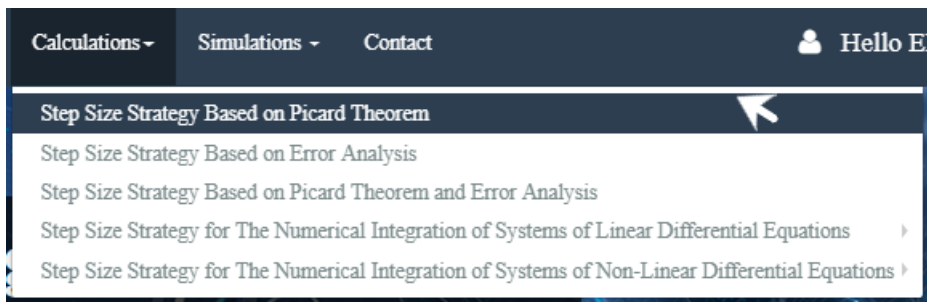 Calculations Simulations Contact Hello
Step Size Strategy Based on Picard Theorem
Step Size Strategy Based on Error Analysis
Step Size Strategy Based on Picard Theorem and Error Analysis
Step Size Strategy for The Numerical Integration of Systems of Linear Differential Equations
Step Size Strategy for The Numerical Integration of Systems of Non-Linear Differential Equations